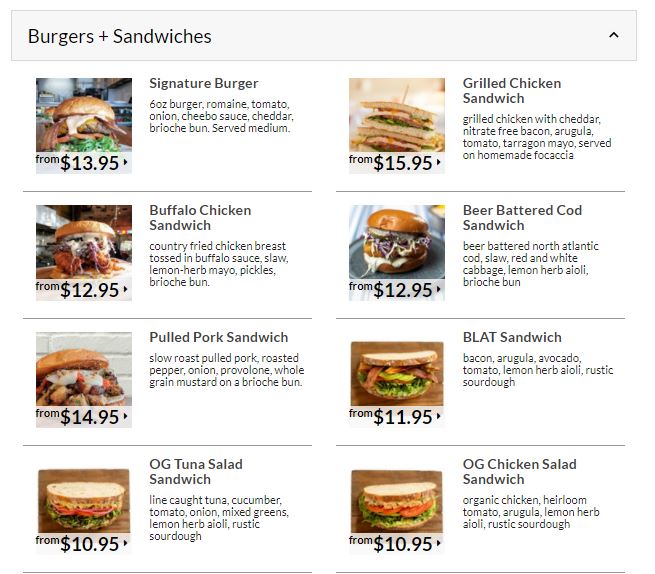 Burgers + Sandwiches
Signature Burger
6oz burger, romaine, tomato,
onion, cheebo sauce, cheddar,
brioche bun. Served medium.
from$13.95
Grilled Chicken
Sandwich
grilled chicken with cheddar,
nitrate free bacon, arugula,
tomato, tarragon mayo, served
on homemade focaccia
from$15.95
Buffalo Chicken
Sandwich
country fried chicken breast
tossed in buffalo sauce, slaw,
lemon-herb mayo, pickles,
brioche bun.
from$12.95
Beer Battered Cod
Sandwich
beer battered north atlantic
cod, slaw, red and white
cabbage, lemon herb aioli,
brioche bun
from$12.95
Pulled Pork Sandwich
slow roast pulled pork, roasted
pepper, onion, provolone, whole
grain mustard on a brioche bun.
from$14.95
BLAT Sandwich
bacon, arugula, avocado,
tomato, lemon herb aioli, rustic
sourdough
from$11.95
OG Tuna Salad
Sandwich
line caught tuna, cucumber,
tomato, onion, mixed greens,
lemon herb aioli, rustic
sourdough
from$10.95
OG Chicken Salad
Sandwich
organic chicken, heirloom
tomato, arugula, lemon herb
aioli, rustic sourdough
from$10.95